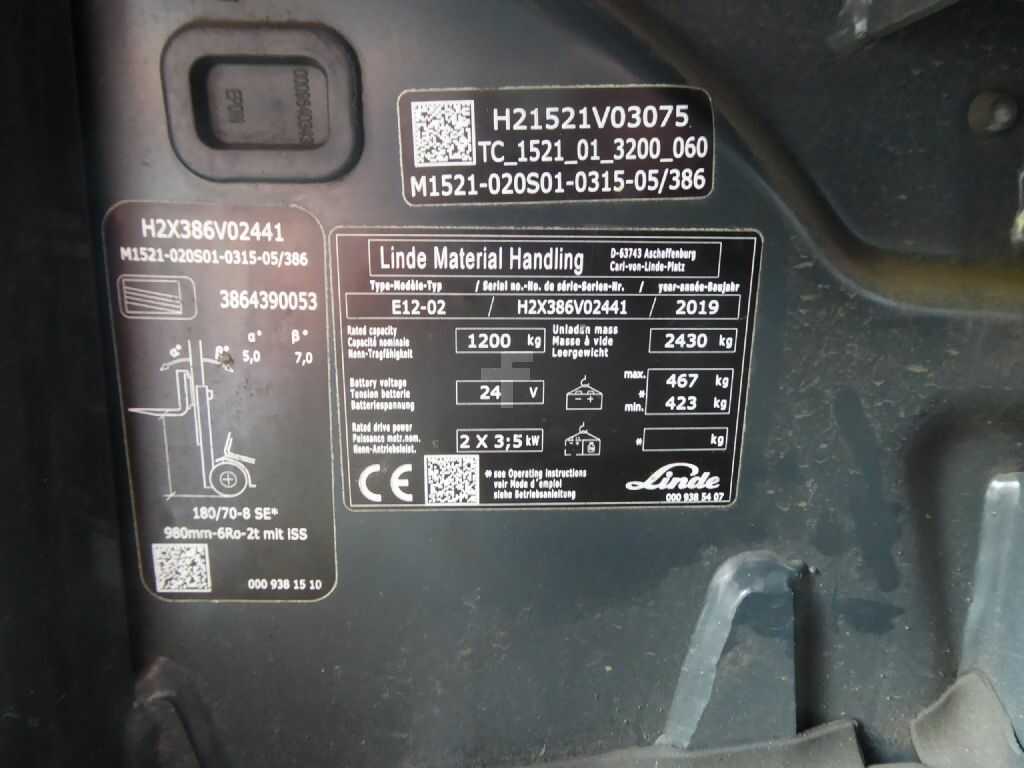 H21521V03075
TC_1521_01_3200_060
M1521-020S01-0315-05/386
H2X386V02441
M1521-020S01-0315-05/386
3864390053
α° β°
5,0 7,0
α° β°
180/70-8 SE*
980mm-6Ro-2t mit ISS
000 938 15 10
Linde Material Handling
D-63743 Aschaffenburg
Carl-von-Linde-Platz
Type-Modèle-Typ / Serial no.-No. de série-Serien-Nr. / year-année-Baujahr
E12-02 / H2X386V02441 / 2019
Rated capacity
Capacité nominale
Nenn-Tragfähigkeit
1200 kg
Unladen mass
Masse à vide
Leergewicht
2430 kg
Battery voltage
Tension batterie
Batteriespannung
24 V
- +
max. 467 kg
*
min. 423 kg
Rated drive power
Puissance motr.nom.
Nenn-Antriebsleist.
2 X 3;5 kW
* kg
CE
* see Operating instructions
voir Mode d'emploi
siehe Betriebsanleitung
Linde
000 938 54 07